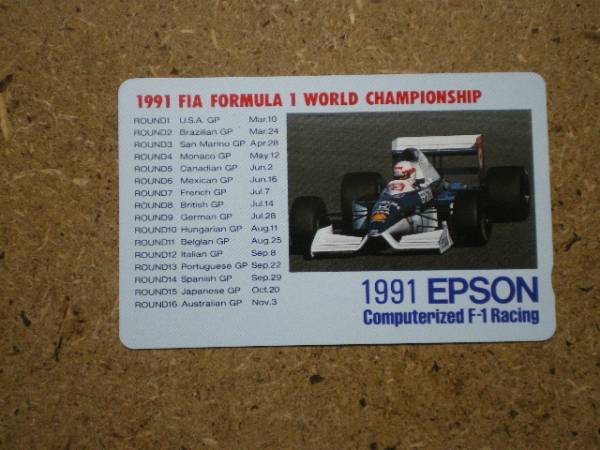 1991 FIA FORMULA 1 WORLD CHAMPIONSHIP
ROUND1 U.S.A. GP Mar.10
ROUND2 Brazilian GP Mar.24
ROUND3 San Marino GP Apr.28
ROUND4 Monaco GP May.12
ROUND5 Canadian GP Jun.2
ROUND6 Mexican GP Jun.16
ROUND7 French GP Jul.7
ROUND8 British GP Jul.14
ROUND9 German GP Jul.28
ROUND10 Hungarian GP Aug.11
ROUND11 Belgian GP Aug.25
ROUND12 Italian GP Sep.8
ROUND13 Portuguese GP Sep.22
ROUND14 Spanish GP Sep.29
ROUND15 Japanese GP Oct.20
ROUND16 Australian GP Nov.3
1991 EPSON
Computerized F-1 Racing